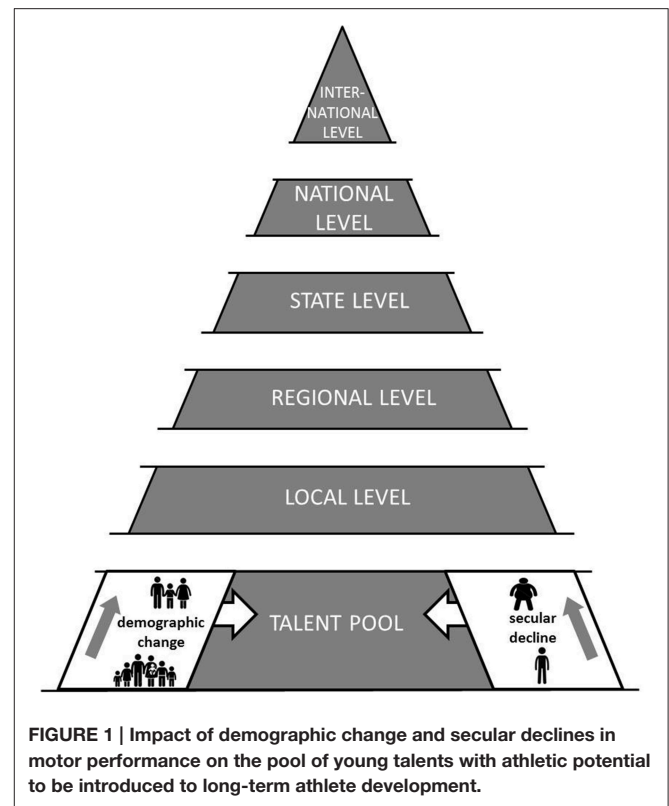 INTER-
NATIONAL
LEVEL
NATIONAL
LEVEL
STATE LEVEL
REGIONAL LEVEL
LOCAL LEVEL
demographic
change
TALENT POOL
secular
decline
FIGURE 1 | Impact of demographic change and secular declines in
motor performance on the pool of young talents with athletic potential
to be introduced to long-term athlete development.